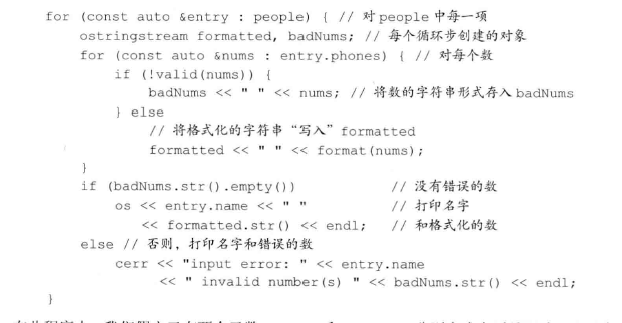 for (const auto &entry : people) { // 对people中每一项
ostringstream formatted, badNums; // 每个循环步创建的对象
for (const auto &nums : entry.phones) { // 对每个数
if (!valid(nums)) {
badNums << " " << nums; // 将数的字符串形式存入badNums
} else
// 将格式化的字符串“写入”formatted
formatted << " " << format(nums);
}
if (badNums.str().empty()) // 没有错误的数
os << entry.name << " " // 打印名字
<< formatted.str() << endl; // 和格式化的数
else // 否则，打印名字和错误的数
cerr << "input error: " << entry.name
<< " invalid number(s) " << badNums.str() << endl;
}